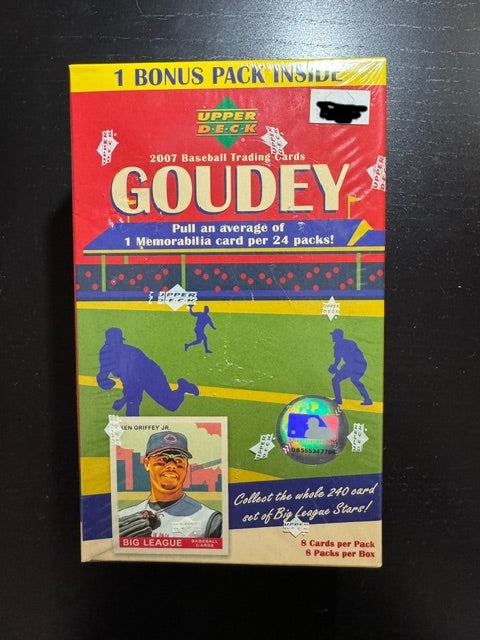 1 BONUS PACK INSIDE
UPPER
D·E·C·K
2007 Baseball Trading Cards
GOUDEY
Pull an average of
1 Memorabilia card per 24 packs!
UPPER
D·E·C·K
KEN GRIFFEY JR.
BIG LEAGUE
BASEBALL
CARDS
Collect the whole 240 card
set of Big League Stars!
8 Cards per Pack
8 Packs per Box